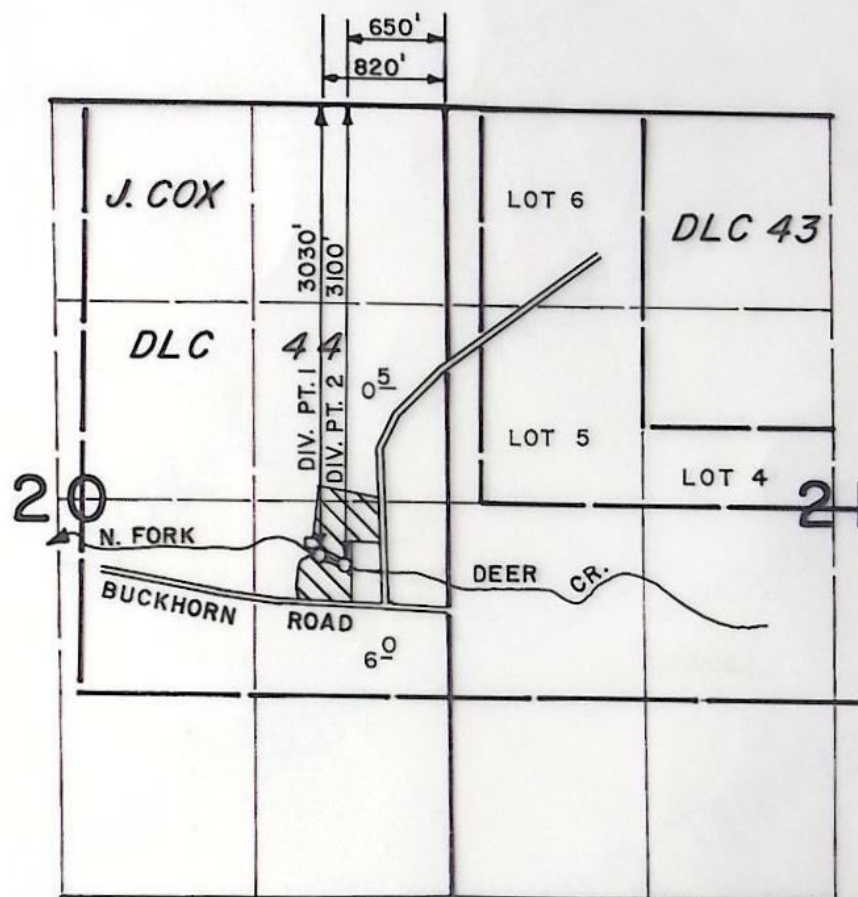 650'
820'
J. COX
LOT 6
DLC 43
3030'
3100'
DLC 44
DIV. PT. 1
DIV. PT. 2
0 5
LOT 5
LOT 4
20
2
N. FORK
DEER CR.
BUCKHORN ROAD
6 0